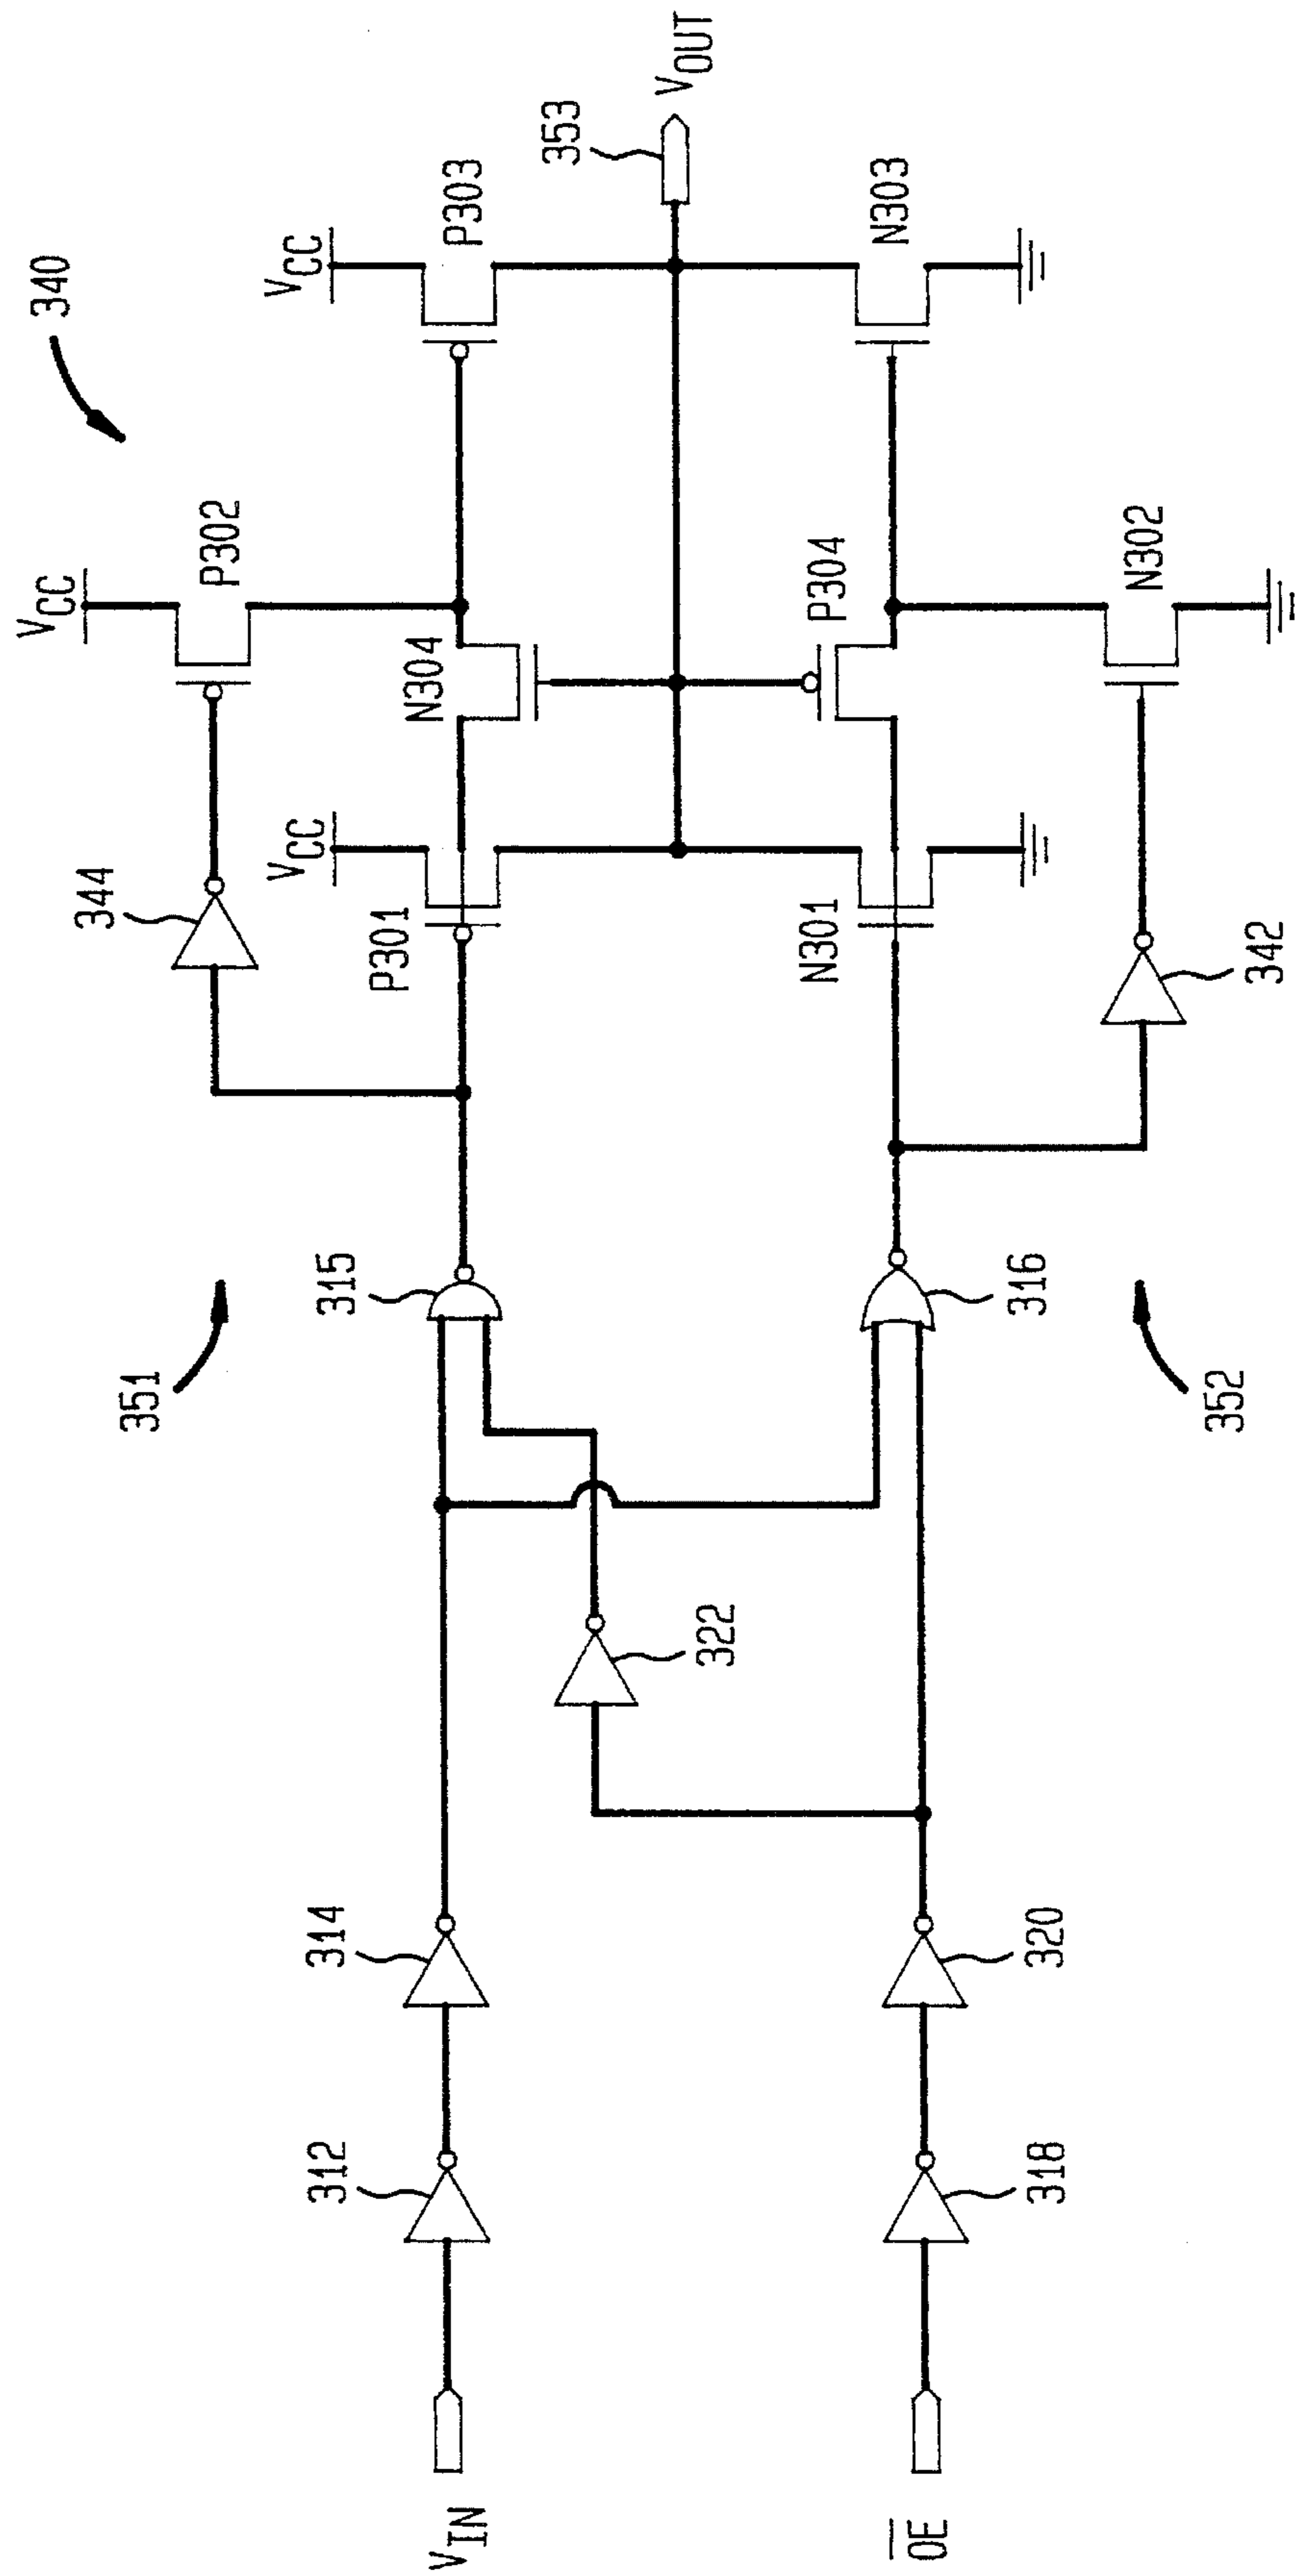 340
V_CC
P302
V_CC
344
N304
P303
V_CC
P301
353
V_OUT
351
315
N301
P304
N303
N302
342
316
352
314
322
312
320
318
V_IN
O̅E̅